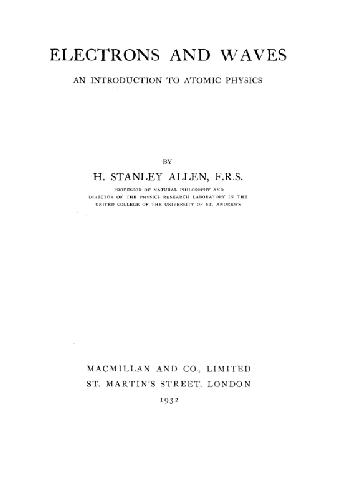 ELECTRONS AND WAVES
AN INTRODUCTION TO ATOMIC PHYSICS
BY
H. STANLEY ALLEN, F.R.S.
PROFESSOR OF NATURAL PHILOSOPHY AND
DIRECTOR OF THE PHYSICS RESEARCH LABORATORY IN THE
UNITED COLLEGE OF THE UNIVERSITY OF ST. ANDREWS
MACMILLAN AND CO., LIMITED
ST. MARTIN'S STREET, LONDON
1932